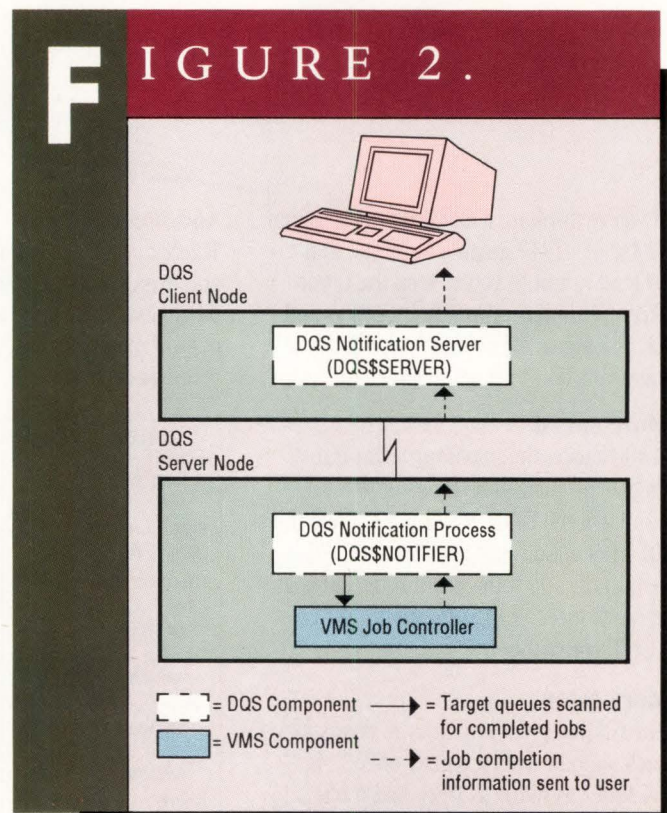 FIGURE 2.
DQS
Client Node
DQS Notification Server
(DQS$SERVER)
DQS
Server Node
DQS Notification Process
(DQS$NOTIFIER)
VMS Job Controller
= DQS Component
= VMS Component
= Target queues scanned
for completed jobs
= Job completion
information sent to user